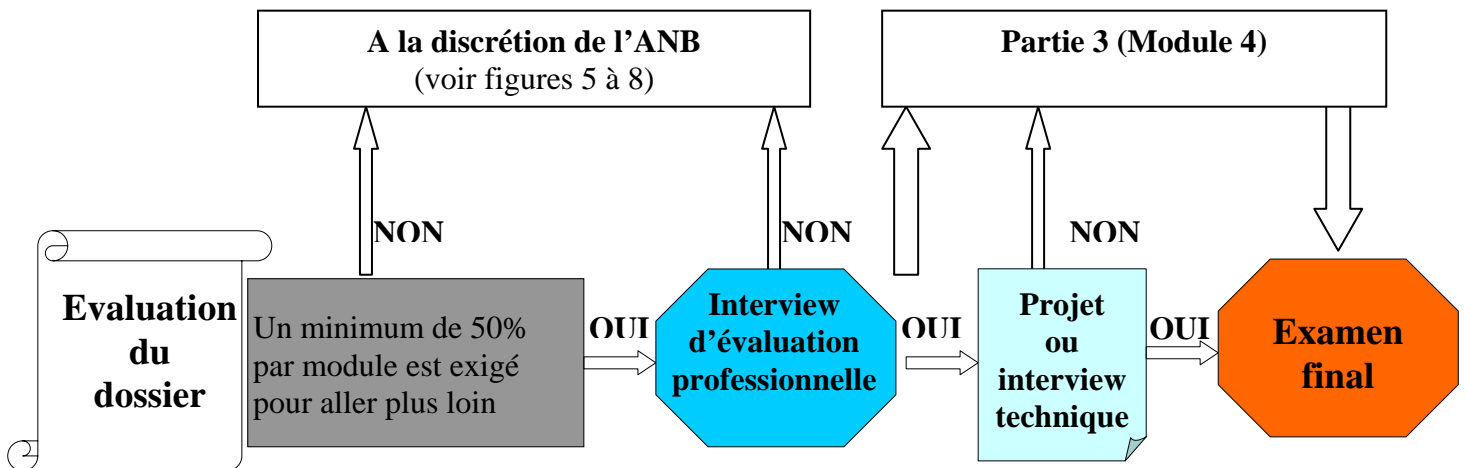 A la discrétion de l’ANB
(voir figures 5 à 8)
Partie 3 (Module 4)
NON
NON
NON
Evaluation
du
dossier
Un minimum de 50%
par module est exigé
pour aller plus loin
OUI
Interview
d’évaluation
professionnelle
OUI
Projet
ou
interview
technique
OUI
Examen
final